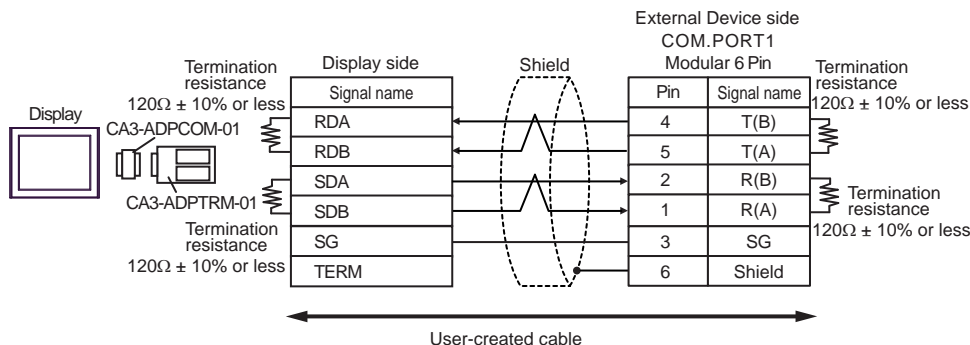 External Device side
COM.PORT1
Modular 6 Pin
Display side
Shield
Termination
resistance
120Ω ± 10% or less
Termination
resistance
120Ω ± 10% or less
Display
CA3-ADPCOM-01
CA3-ADPTRM-01
Termination
resistance
120Ω ± 10% or less
Termination
resistance
120Ω ± 10% or less
Signal name
Pin Signal name
RDA 4 T(B)
RDB 5 T(A)
SDA 2 R(B)
SDB 1 R(A)
SG 3 SG
TERM 6 Shield
User-created cable